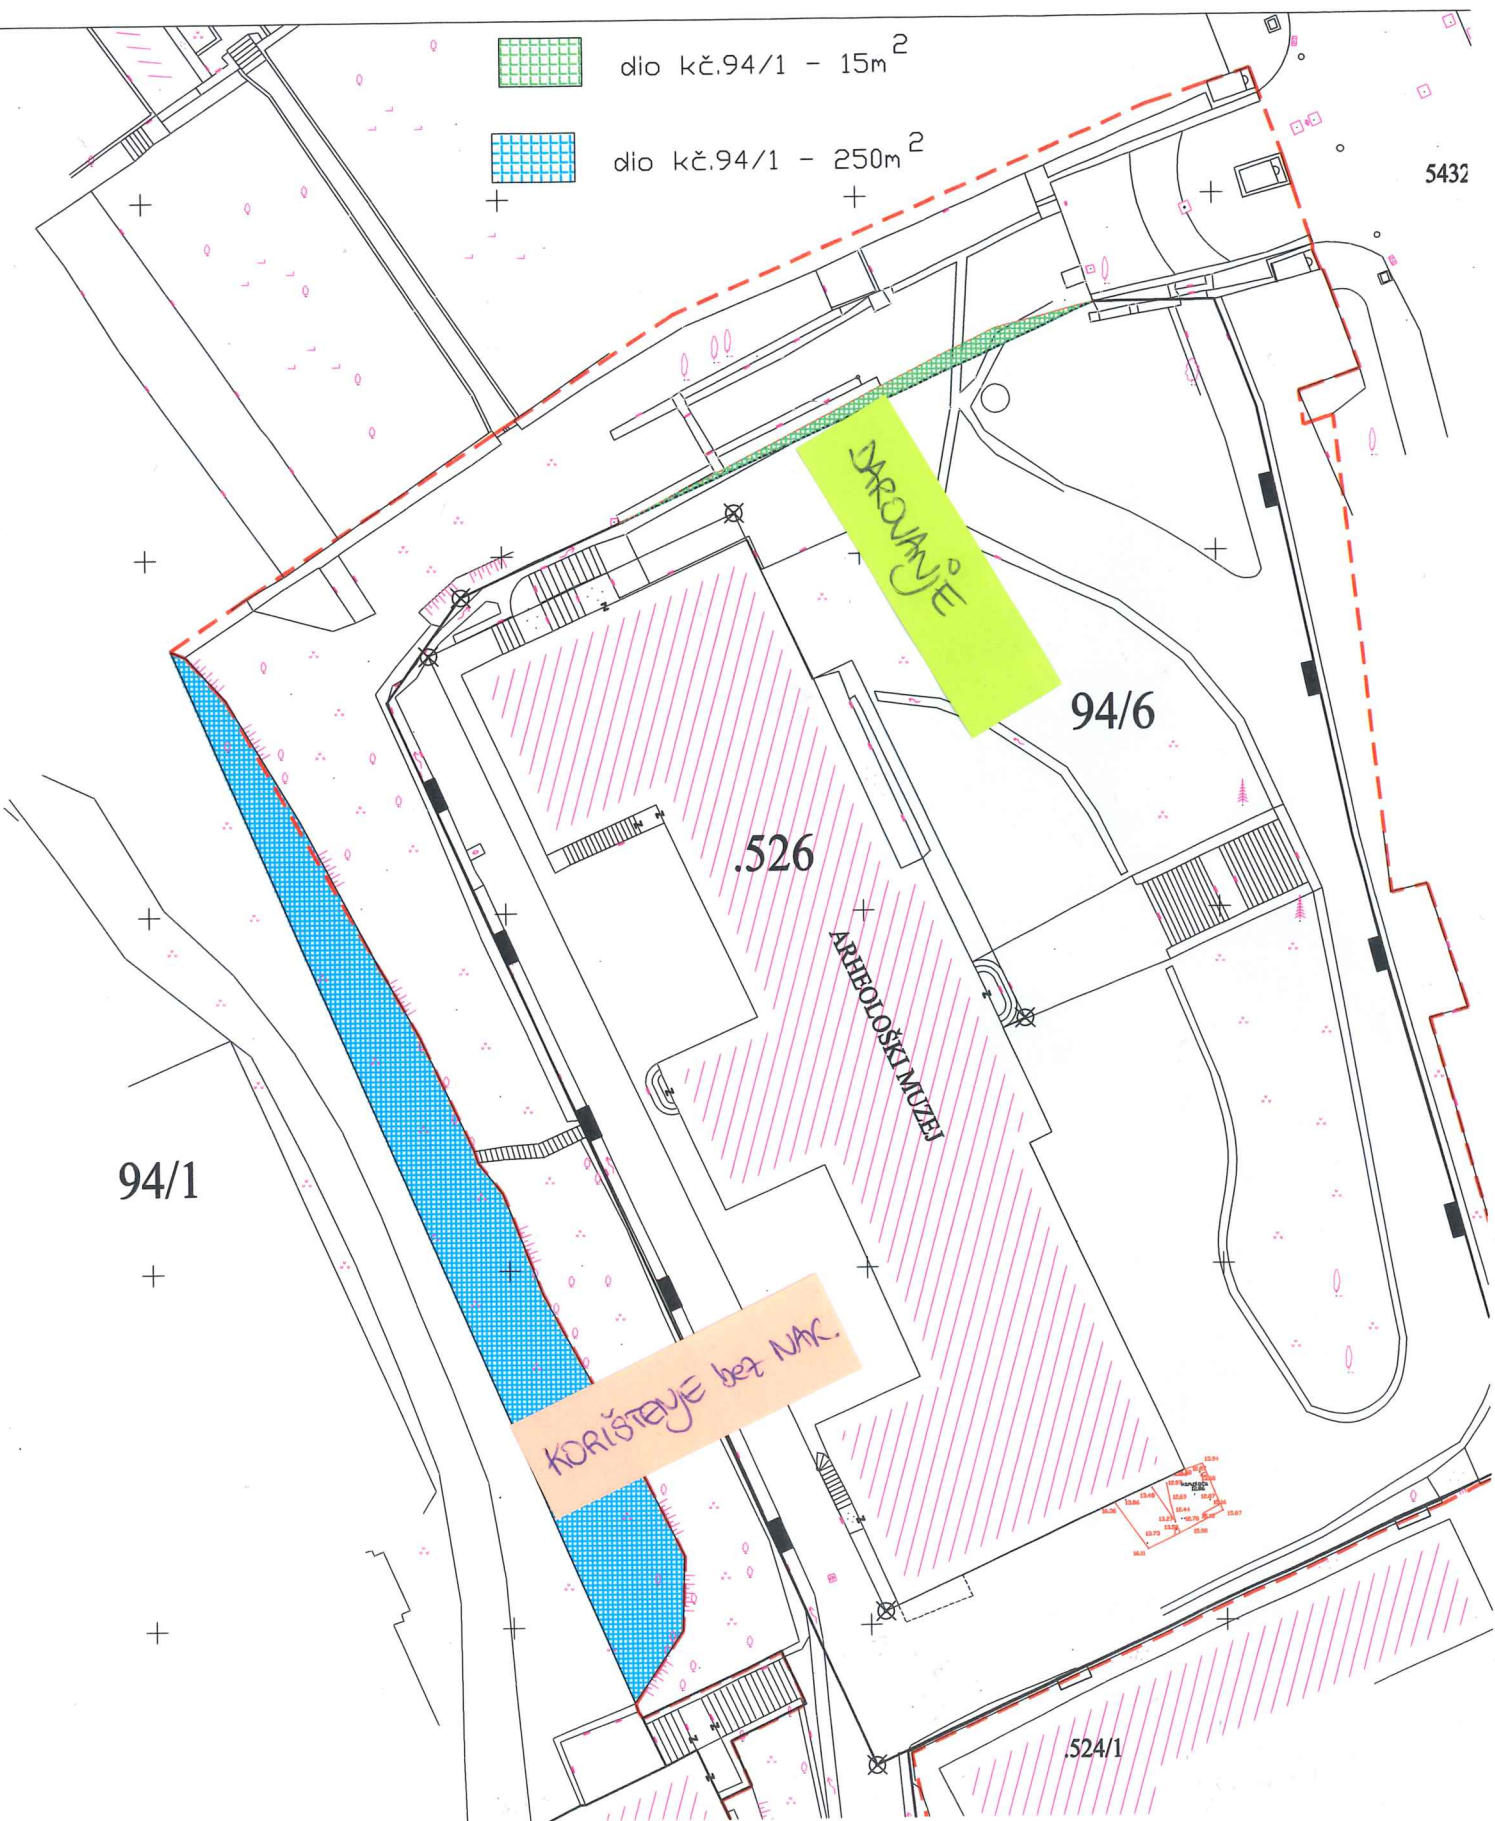 dio kč.94/1 - 15m²
dio kč.94/1 - 250m²
5432
DAROVANJE
94/6
.526
ARHEOLOŠKI MUZEJ
94/1
KORIŠTENJE bez NAK.
.524/1